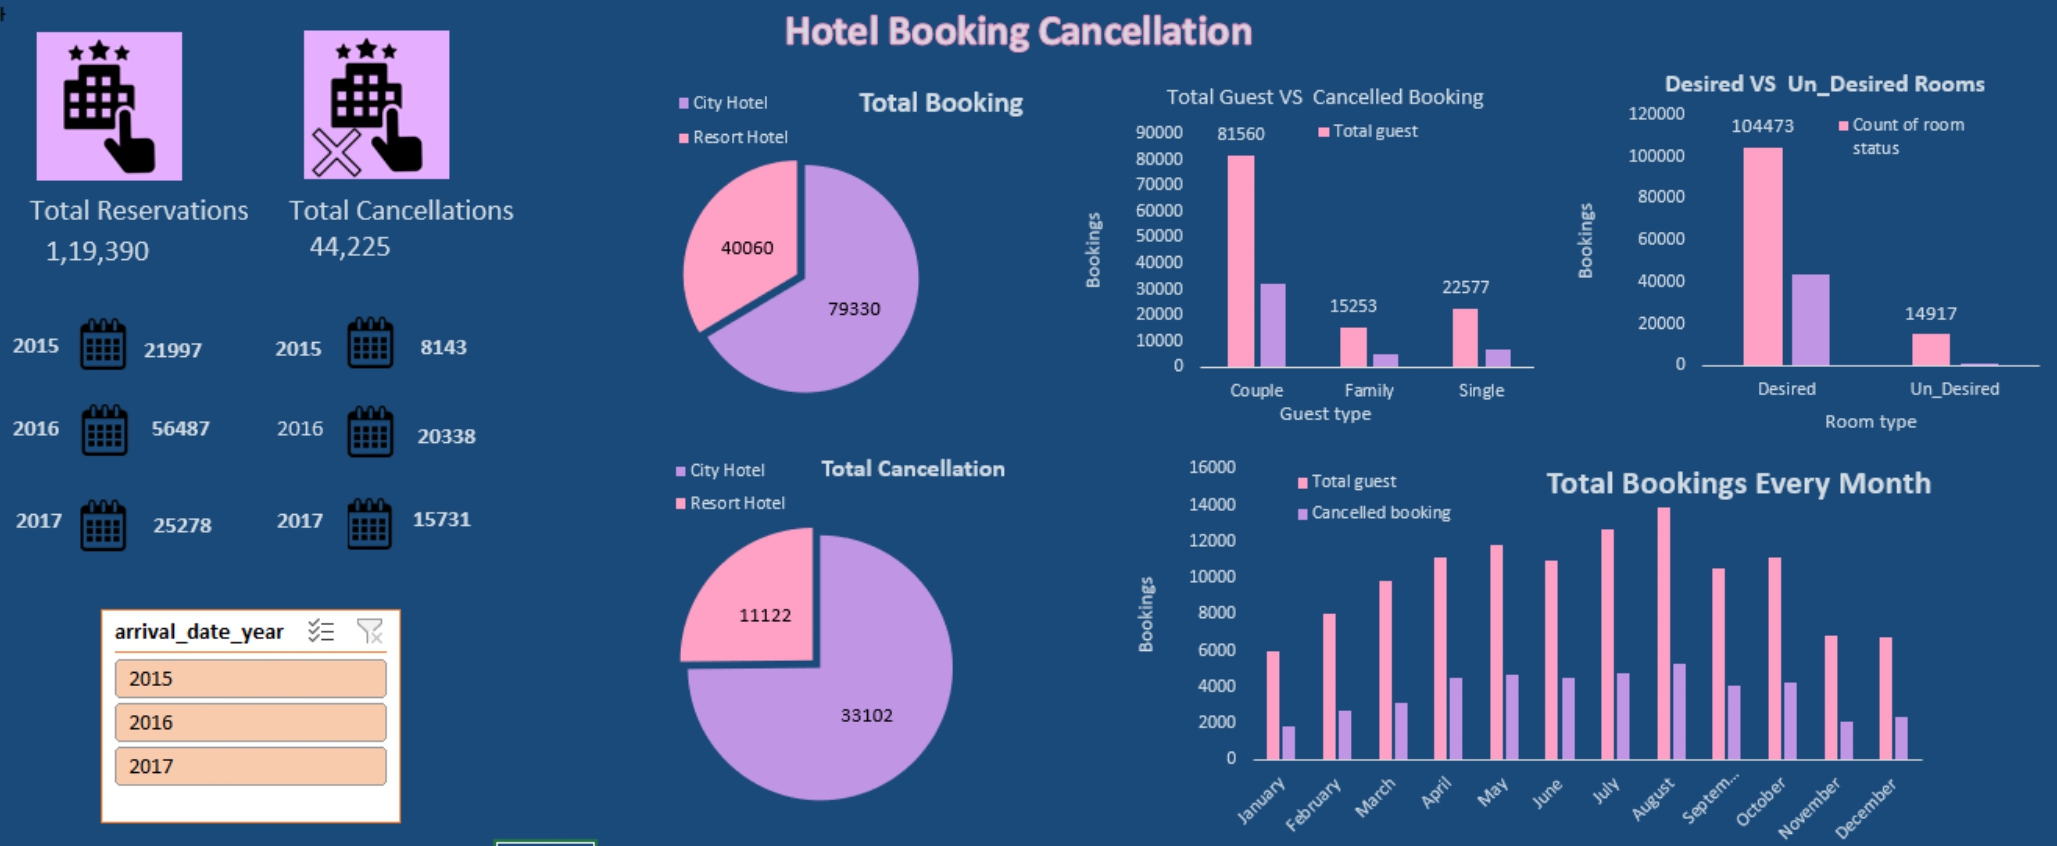 Hotel Booking Cancellation
Total Reservations
1,19,390
Total Cancellations
44,225
2015
21997
2015
8143
2016
56487
2016
20338
2017
25278
2017
15731
arrival_date_year
2015
2016
2017
City Hotel
Resort Hotel
Total Booking
40060
79330
City Hotel
Resort Hotel
Total Cancellation
11122
33102
Total Guest VS Cancelled Booking
Total guest
90000
80000
70000
60000
50000
40000
30000
20000
10000
0
Bookings
81560
15253
22577
Couple
Family
Single
Guest type
Desired VS Un_Desired Rooms
Count of room
status
120000
100000
80000
60000
40000
20000
0
Bookings
104473
14917
Desired
Un_Desired
Room type
Total Bookings Every Month
Total guest
Cancelled booking
16000
14000
12000
10000
8000
6000
4000
2000
0
Bookings
January
February
March
April
May
June
July
August
Septem...
October
November
December